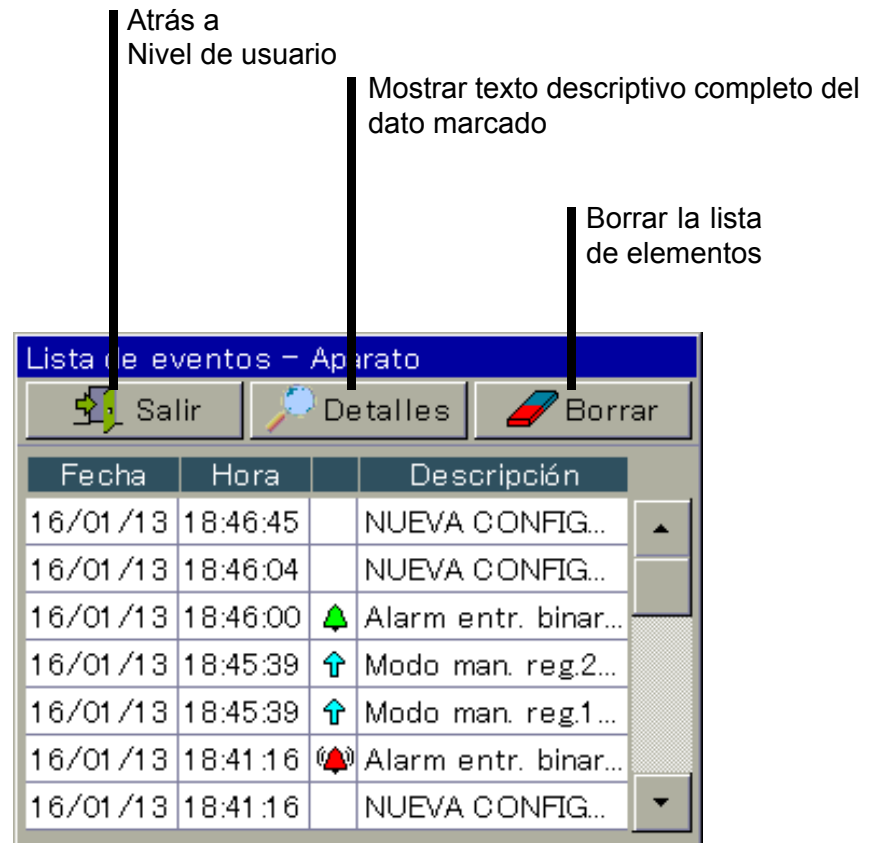 Atrás a
Nivel de usuario
Mostrar texto descriptivo completo del
dato marcado
Borrar la lista
de elementos
Lista de eventos - Aparato
Salir Detalles Borrar
Fecha Hora Descripción
16/01/13 18:46:45 NUEVA CONFIG...
16/01/13 18:46:04 NUEVA CONFIG...
16/01/13 18:46:00 Alarm entr. binar...
16/01/13 18:45:39 Modo man. reg.2...
16/01/13 18:45:39 Modo man. reg.1...
16/01/13 18:41:16 Alarm entr. binar...
16/01/13 18:41:16 NUEVA CONFIG...